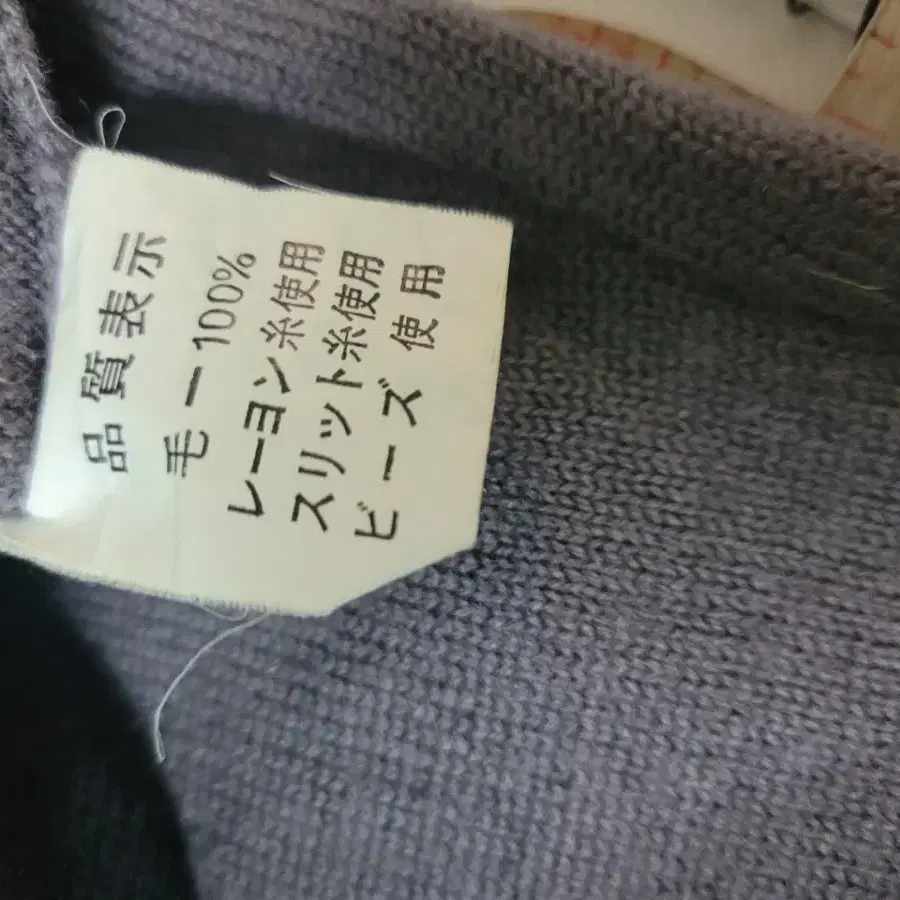 品質表示
毛ー100%
レーヨン糸使用
スリット糸使用
ビーズ 使用